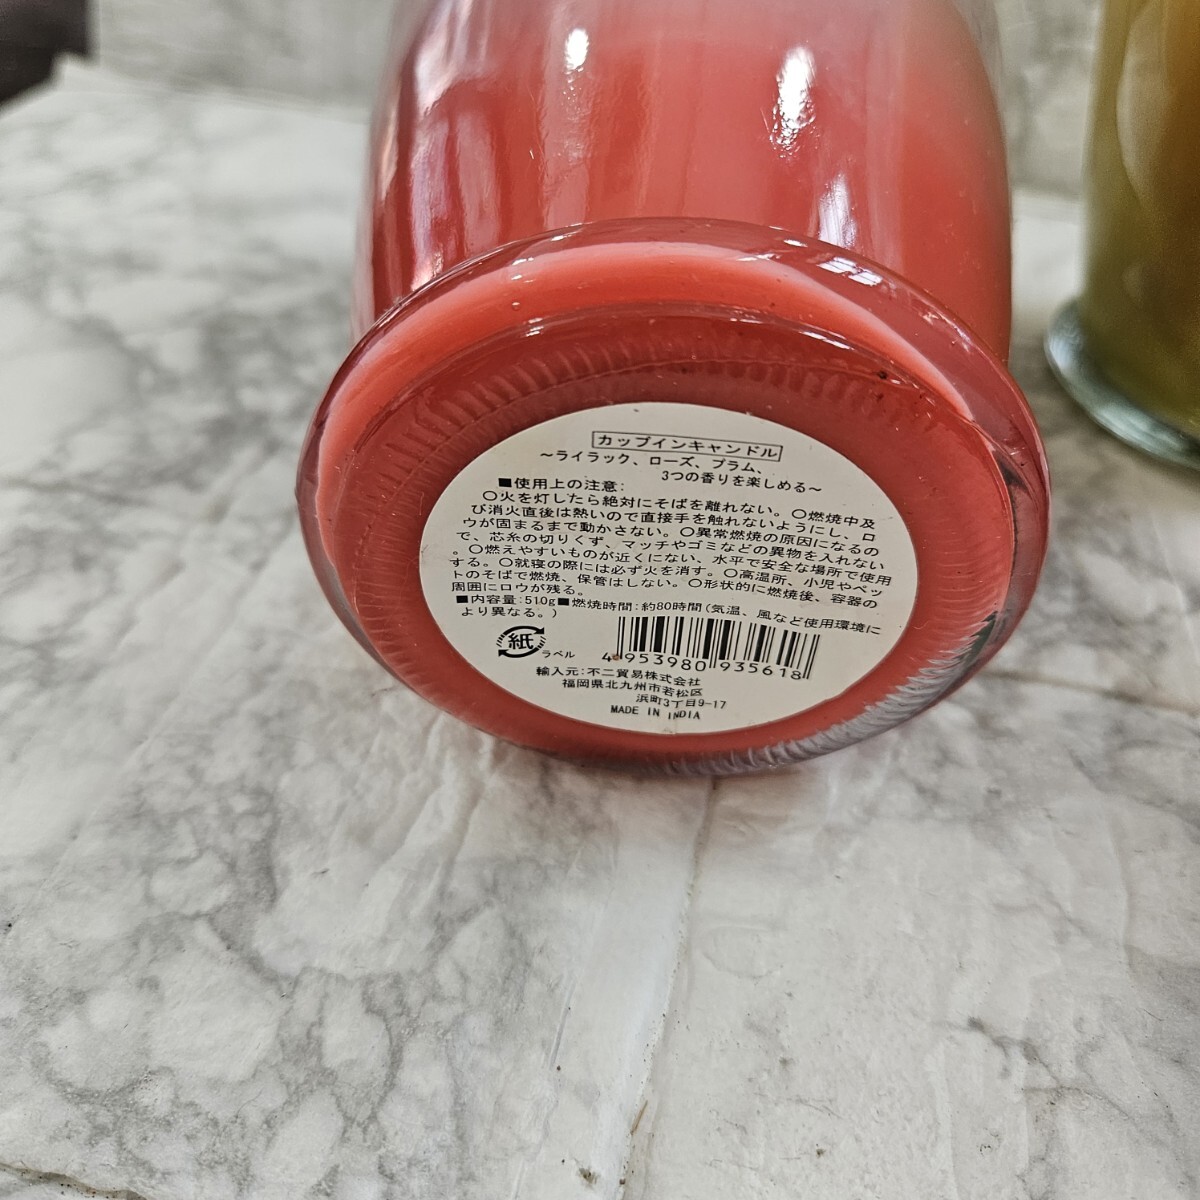 カップインキャンドル
～ライラック、ローズ、プラム、
3つの香りを楽しめる～
■使用上の注意:
○火を灯したら絶対にそばを離れない。○燃焼中及
び消火直後は熱いので直接手を触れないようにし、ロ
ウが固まるまで動かさない。○異常燃焼の原因になるの
で、芯糸の切りくず、マッチやゴミなどの異物を入れない
。○燃えやすいものが近くにない、水平で安全な場所で使用
する。○就寝の際には必ず火を消す。○高温所、小児やペッ
トのそばで燃焼、保管はしない。○形状的に燃焼後、容器の
周囲にロウが残る。
■内容量:510g■燃焼時間:約80時間(気温、風など使用環境に
より異なる。)
紙 ラベル
4 953980 935618
輸入元:不二貿易株式会社
福岡県北九州市若松区
浜町3丁目9-17
MADE IN INDIA